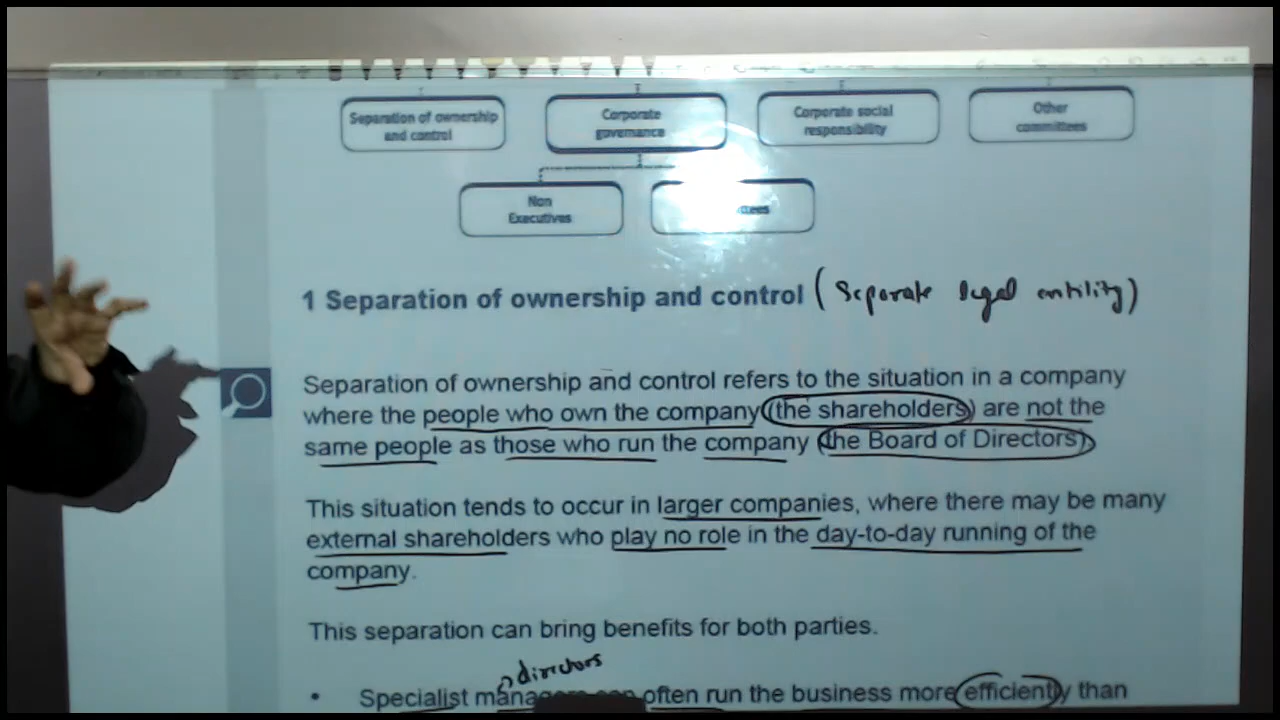 Separation of ownership
and control
Corporate
governance
Corporate social
responsibility
Other
committees
Non
Executives
1 Separation of ownership and control (Separate legal entility)
Separation of ownership and control refers to the situation in a company
where the people who own the company (the shareholders) are not the
same people as those who run the company (the Board of Directors).
This situation tends to occur in larger companies, where there may be many
external shareholders who play no role in the day-to-day running of the
company.
This separation can bring benefits for both parties.
directors
• Specialist often run the business more efficiently than